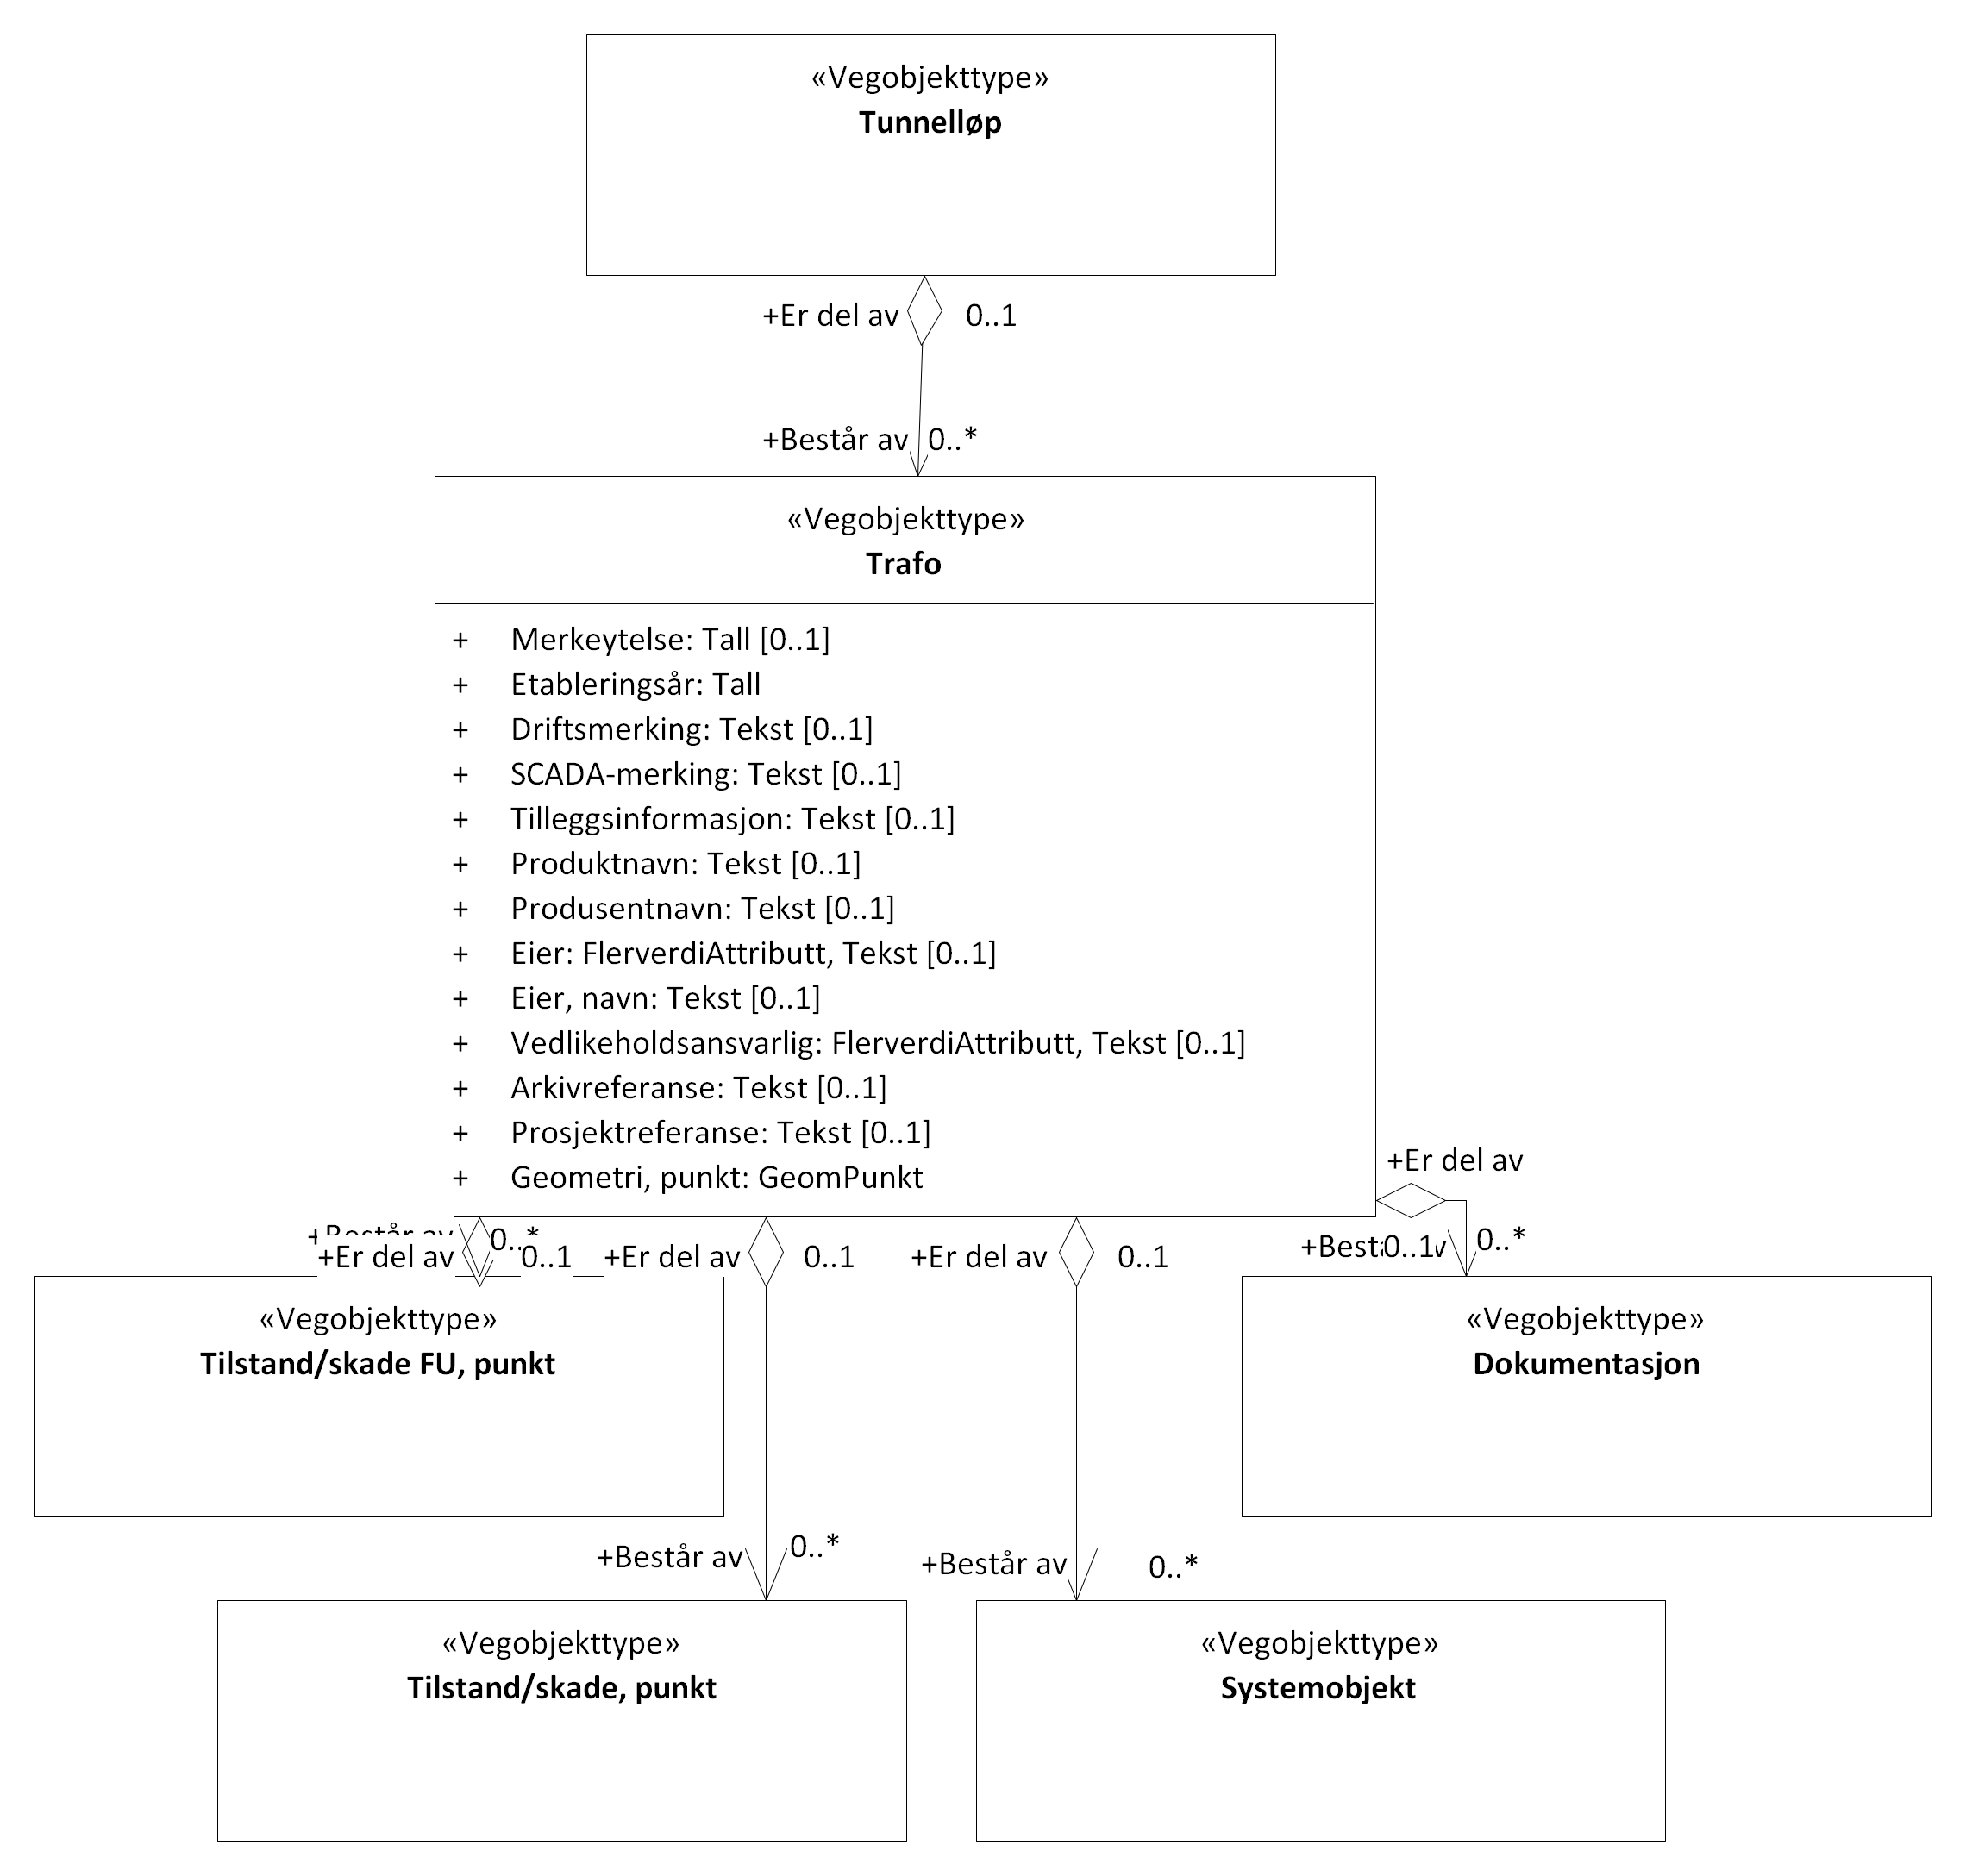 «Vegobjekttype»
Tunnelløp
+Er del av 0..1
+Består av 0..*
«Vegobjekttype»
Trafo
+ Merkeytelse: Tall [0..1]
+ Etableringsår: Tall
+ Driftsmerking: Tekst [0..1]
+ SCADA-merking: Tekst [0..1]
+ Tilleggsinformasjon: Tekst [0..1]
+ Produktnavn: Tekst [0..1]
+ Produsentnavn: Tekst [0..1]
+ Eier: FlerverdiAttributt, Tekst [0..1]
+ Eier, navn: Tekst [0..1]
+ Vedlikeholdsansvarlig: FlerverdiAttributt, Tekst [0..1]
+ Arkivreferanse: Tekst [0..1]
+ Prosjektreferanse: Tekst [0..1]
+ Geometri, punkt: GeomPunkt
+Er del av
+Består av 0..*
+Er del av 0..1 +Er del av 0..1 +Er del av 0..1
0..1 0..*
«Vegobjekttype»
Tilstand/skade FU, punkt
«Vegobjekttype»
Dokumentasjon
+Består av 0..* +Består av 0..*
«Vegobjekttype»
Tilstand/skade, punkt
«Vegobjekttype»
Systemobjekt